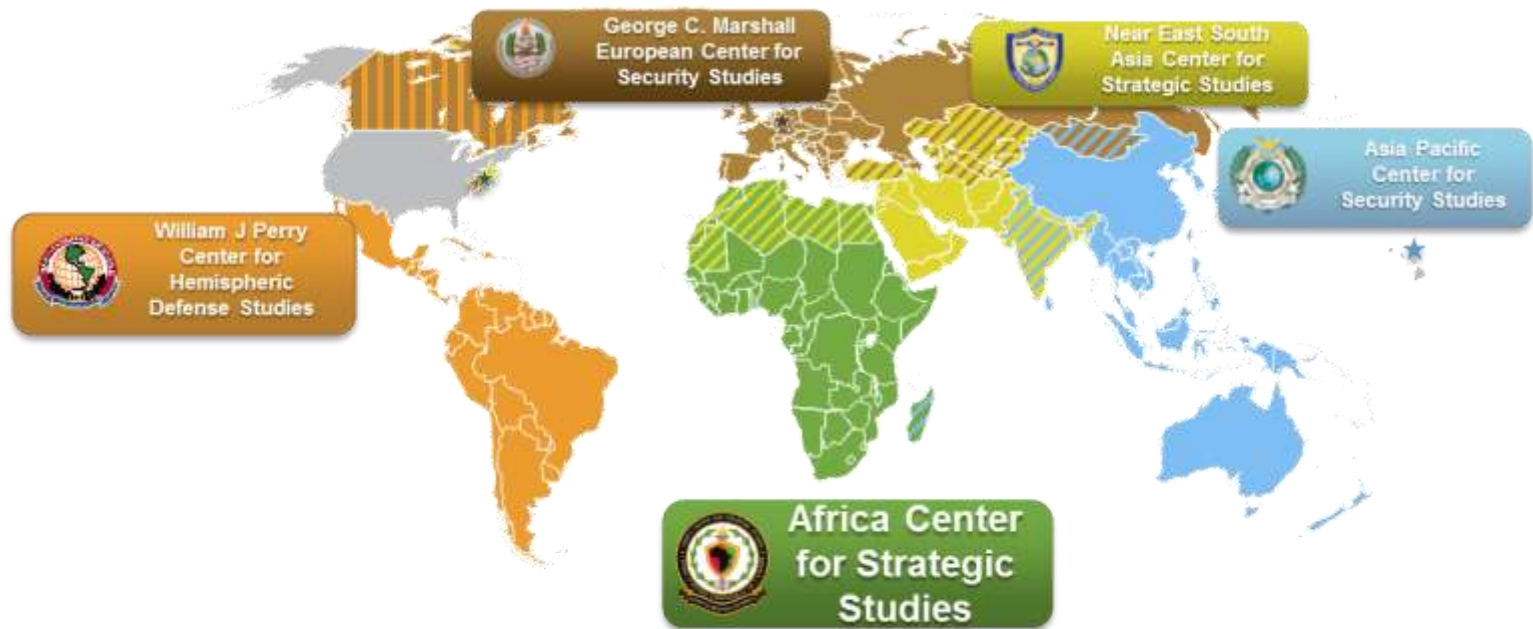 George C. Marshall
European Center for
Security Studies
Near East South
Asia Center for
Strategic Studies
Asia Pacific
Center for
Security Studies
William J Perry
Center for
Hemispheric
Defense Studies
Africa Center
for Strategic
Studies